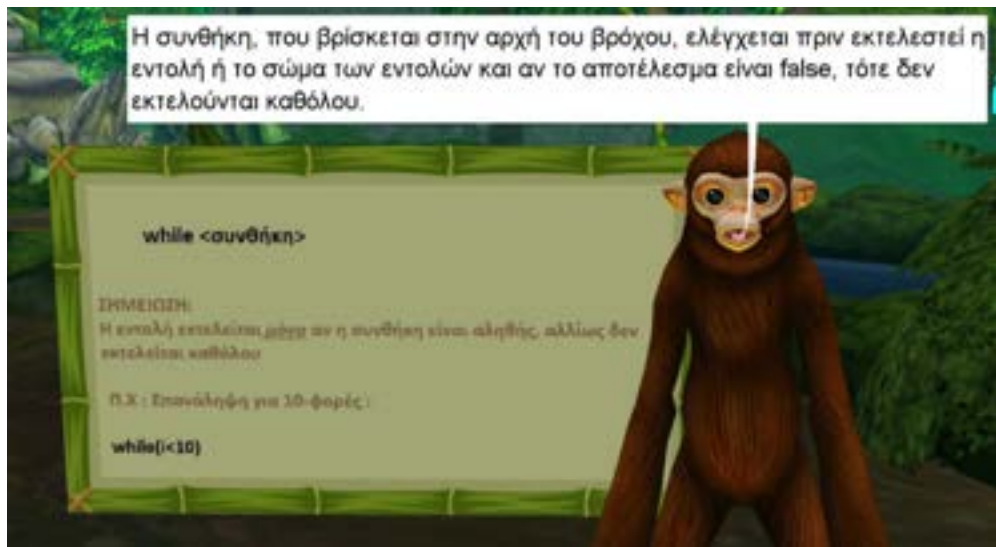 Η συνθήκη, που βρίσκεται στην αρχή του βρόχου, ελέγχεται πριν εκτελεστεί η
εντολή ή το σώμα των εντολών και αν το αποτέλεσμα είναι false, τότε δεν
εκτελούνται καθόλου.
while <συνθήκη>
ΣΗΜΕΙΩΣΗ:
Η εντολή εκτελείται μόνο αν η συνθήκη είναι αληθής, αλλίως δεν
εκτελείται καθόλου
Π.Χ : Επανάληψη για 10-φορές :
while(i<10)